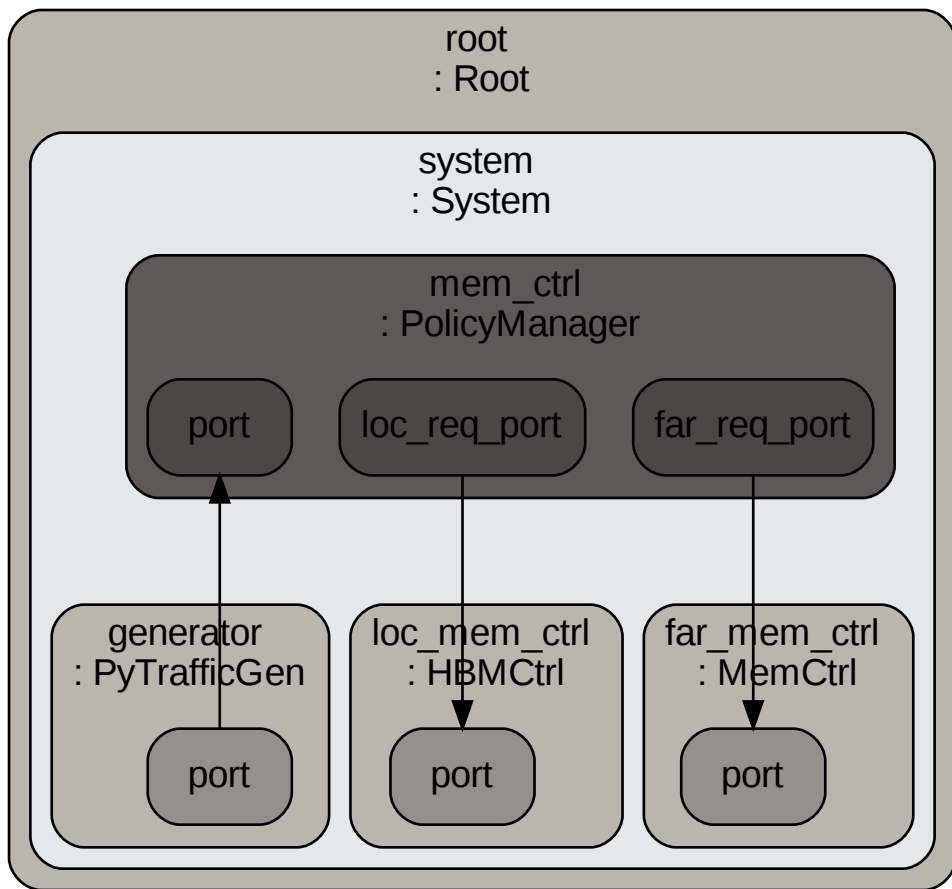 root
: Root
system
: System
mem_ctrl
: PolicyManager
port
loc_req_port
far_req_port
generator
: PyTrafficGen
loc_mem_ctrl
: HBMCtrl
far_mem_ctrl
: MemCtrl
port
port
port